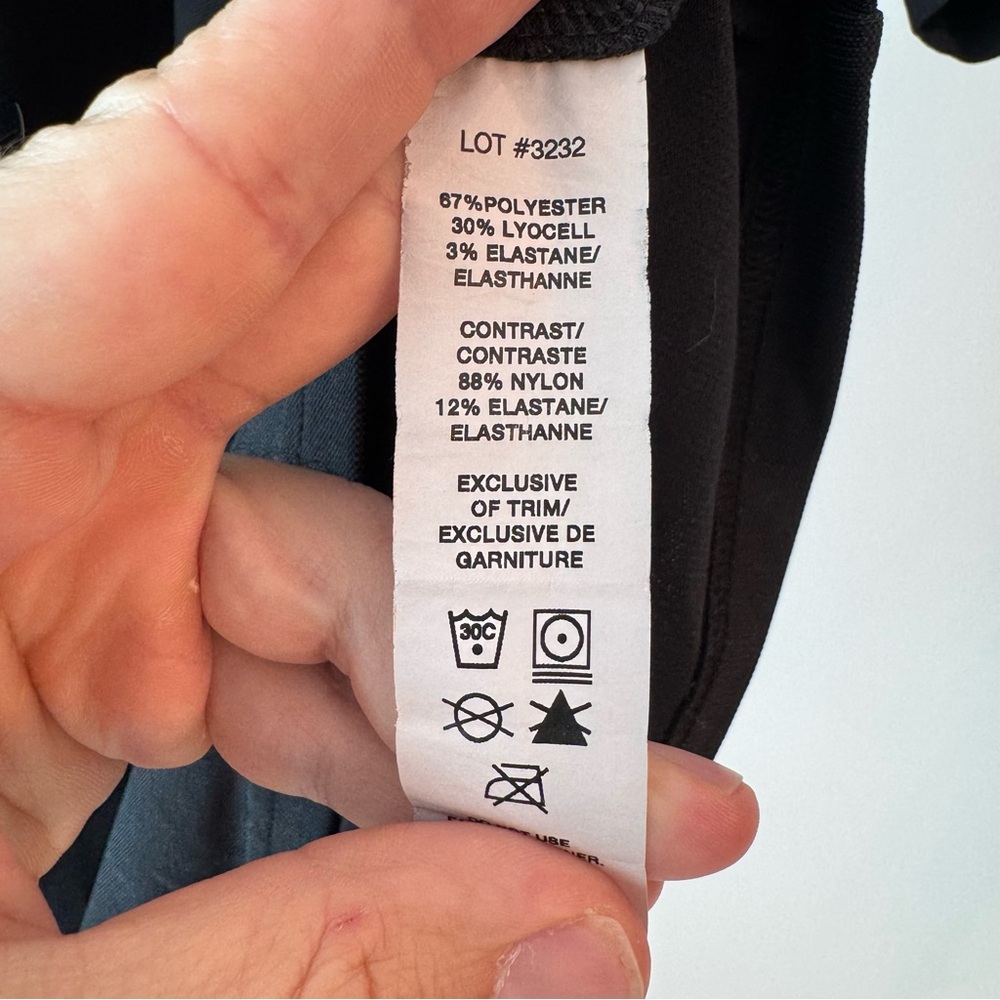 LOT #3232
67%POLYESTER
30% LYOCELL
3% ELASTANE/
ELASTHANNE
CONTRAST/
CONTRASTE
88% NYLON
12% ELASTANE/
ELASTHANNE
EXCLUSIVE
OF TRIM/
EXCLUSIVE DE
GARNITURE
30C
USE